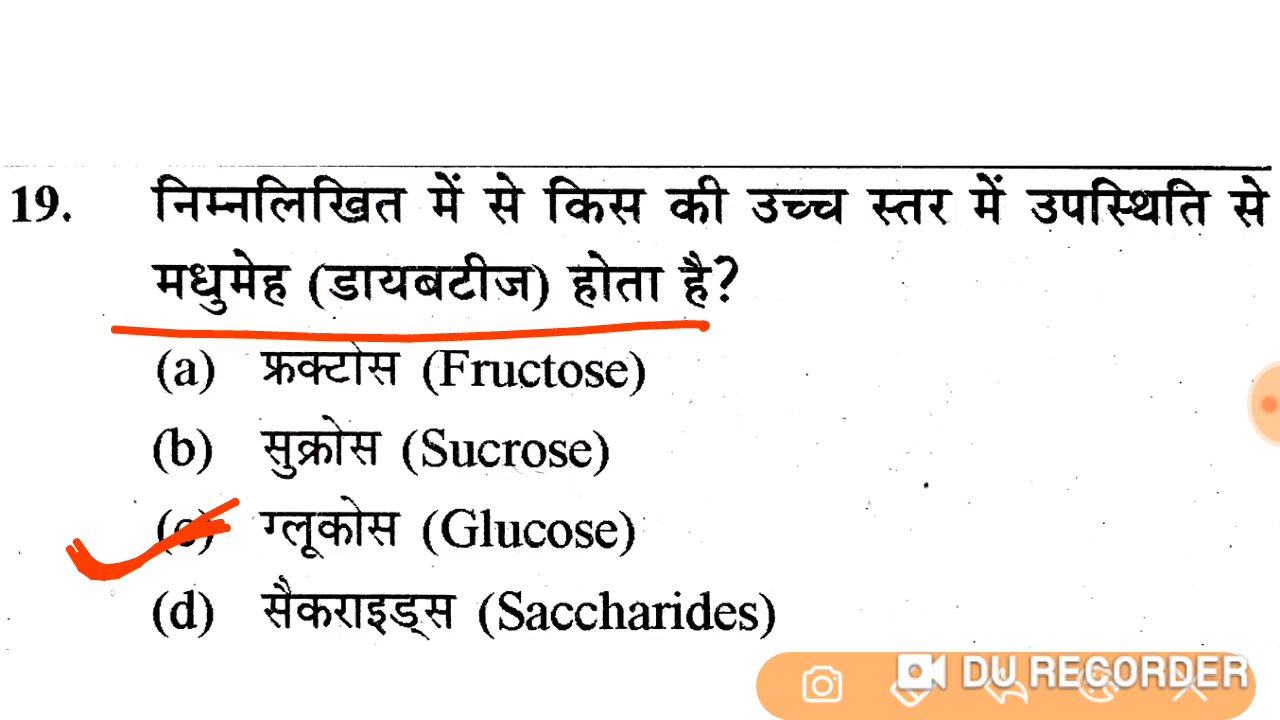 19. निम्नलिखित में से किस की उच्च स्तर में उपस्थिति से
मधुमेह (डायबटीज) होता है?
(a) फ्रक्टोस (Fructose)
(b) सुक्रोस (Sucrose)
(c) ग्लूकोस (Glucose)
(d) सैकराइड्स (Saccharides)
DU RECORDER